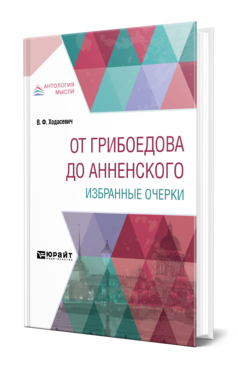 АНТОЛОГИЯ
МЫСЛИ
В. Ф. Ходасевич
ОТ ГРИБОЕДОВА
ДО АННЕНСКОГО
ИЗБРАННЫЕ ОЧЕРКИ
юрайт